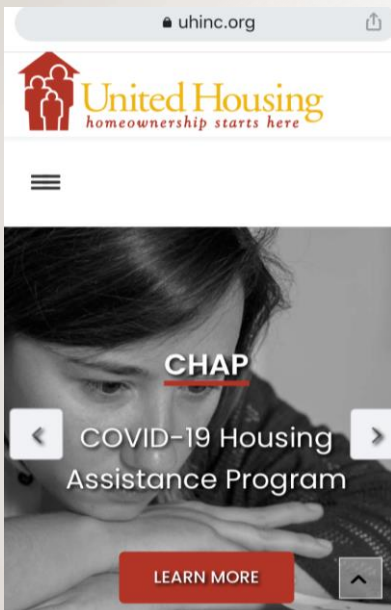 uhinc.org
United Housing
homeownership starts here
CHAP
COVID-19 Housing
Assistance Program
LEARN MORE